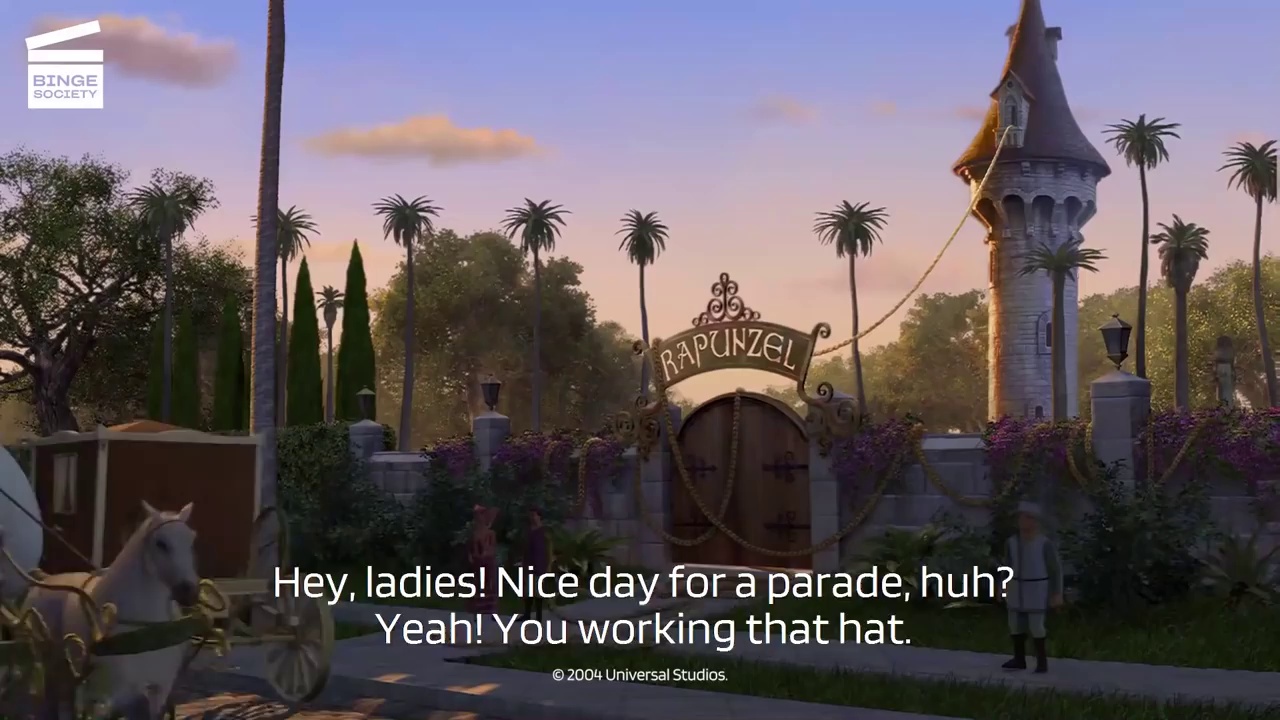 BINGE
SOCIETY
RAPUNZEL
Hey, ladies! Nice day for a parade, huh?
Yeah! You working that hat.
© 2004 Universal Studios.